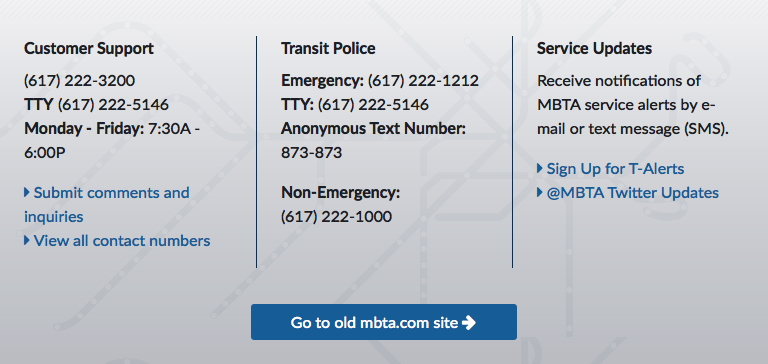 Customer Support
(617) 222-3200
TTY (617) 222-5146
Monday - Friday: 7:30A -
6:00P
Submit comments and
inquiries
View all contact numbers
Transit Police
Emergency: (617) 222-1212
TTY: (617) 222-5146
Anonymous Text Number:
873-873
Non-Emergency:
(617) 222-1000
Service Updates
Receive notifications of
MBTA service alerts by e-
mail or text message (SMS).
Sign Up for T-Alerts
@MBTA Twitter Updates
Go to old mbta.com site